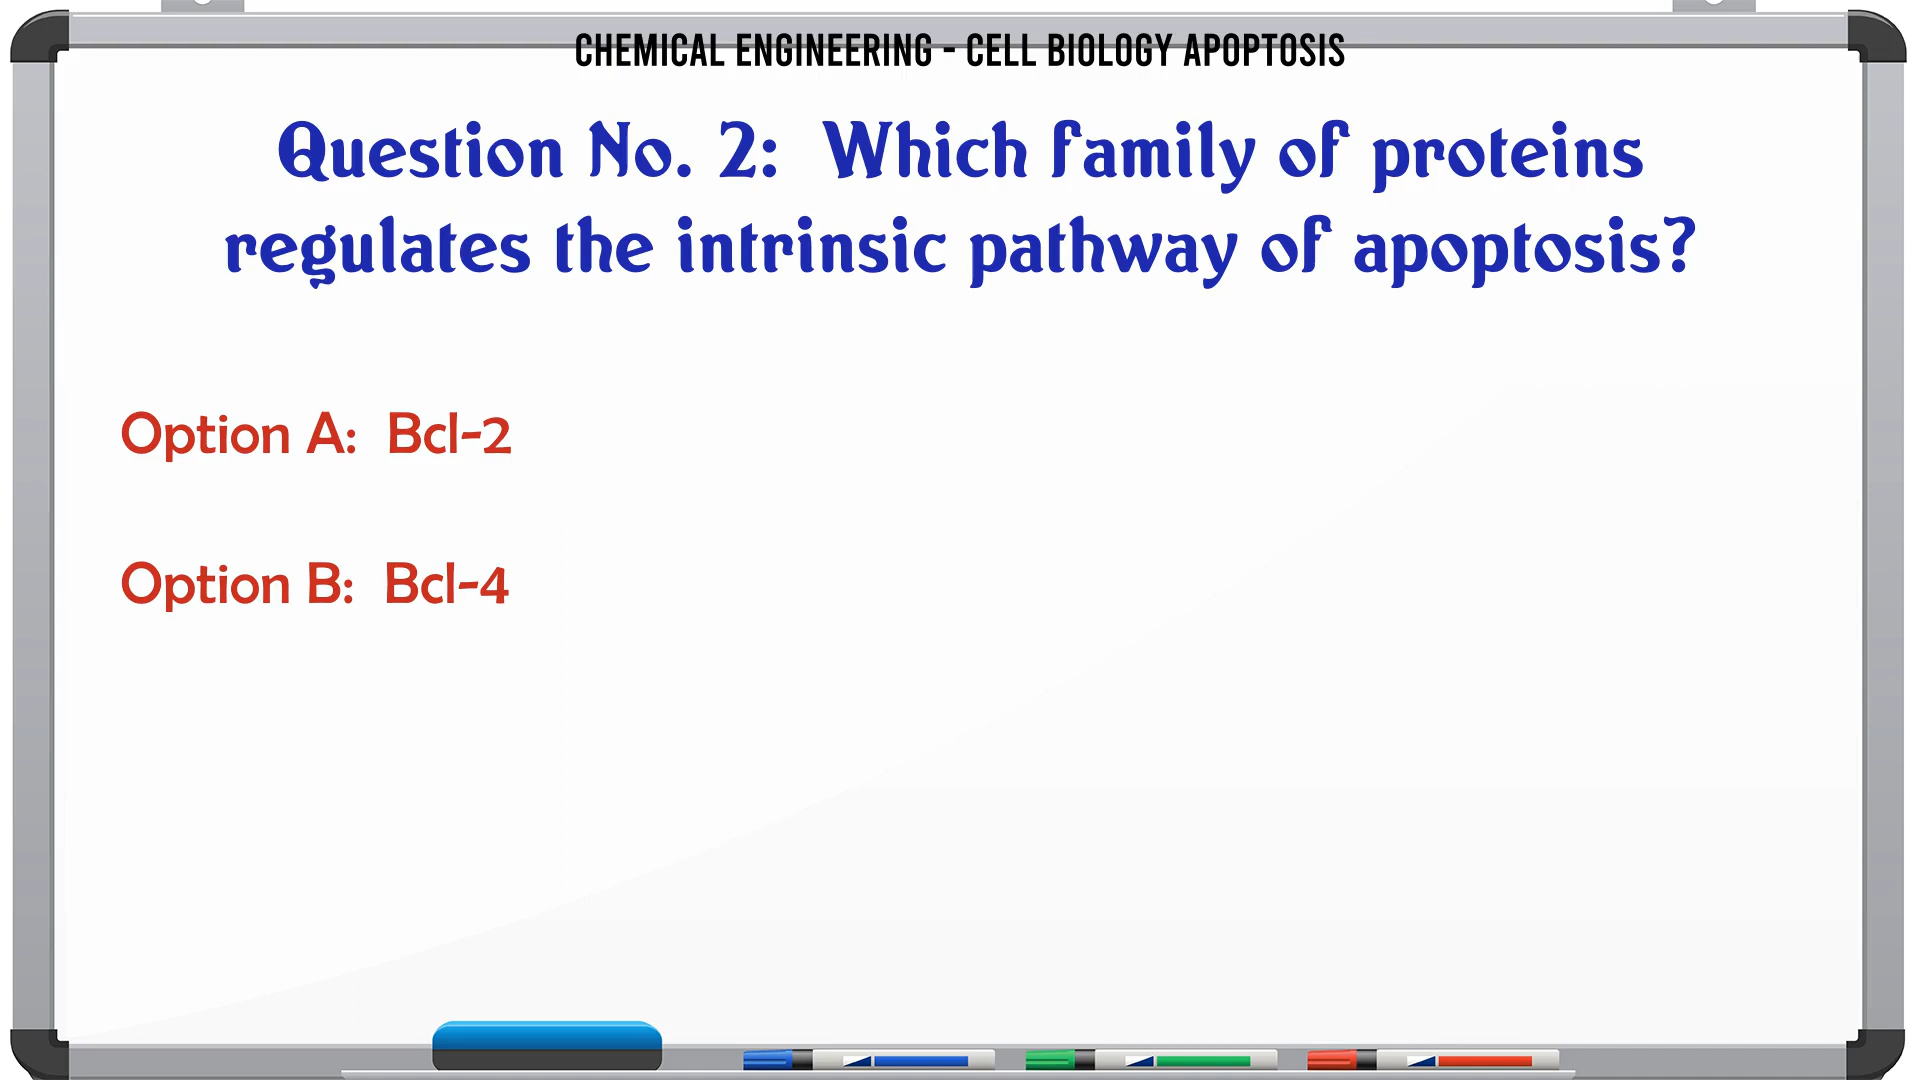 CHEMICAL ENGINEERING - CELL BIOLOGY APOPTOSIS
Question No. 2: Which family of proteins
regulates the intrinsic pathway of apoptosis?
Option A: Bcl-2
Option B: Bcl-4